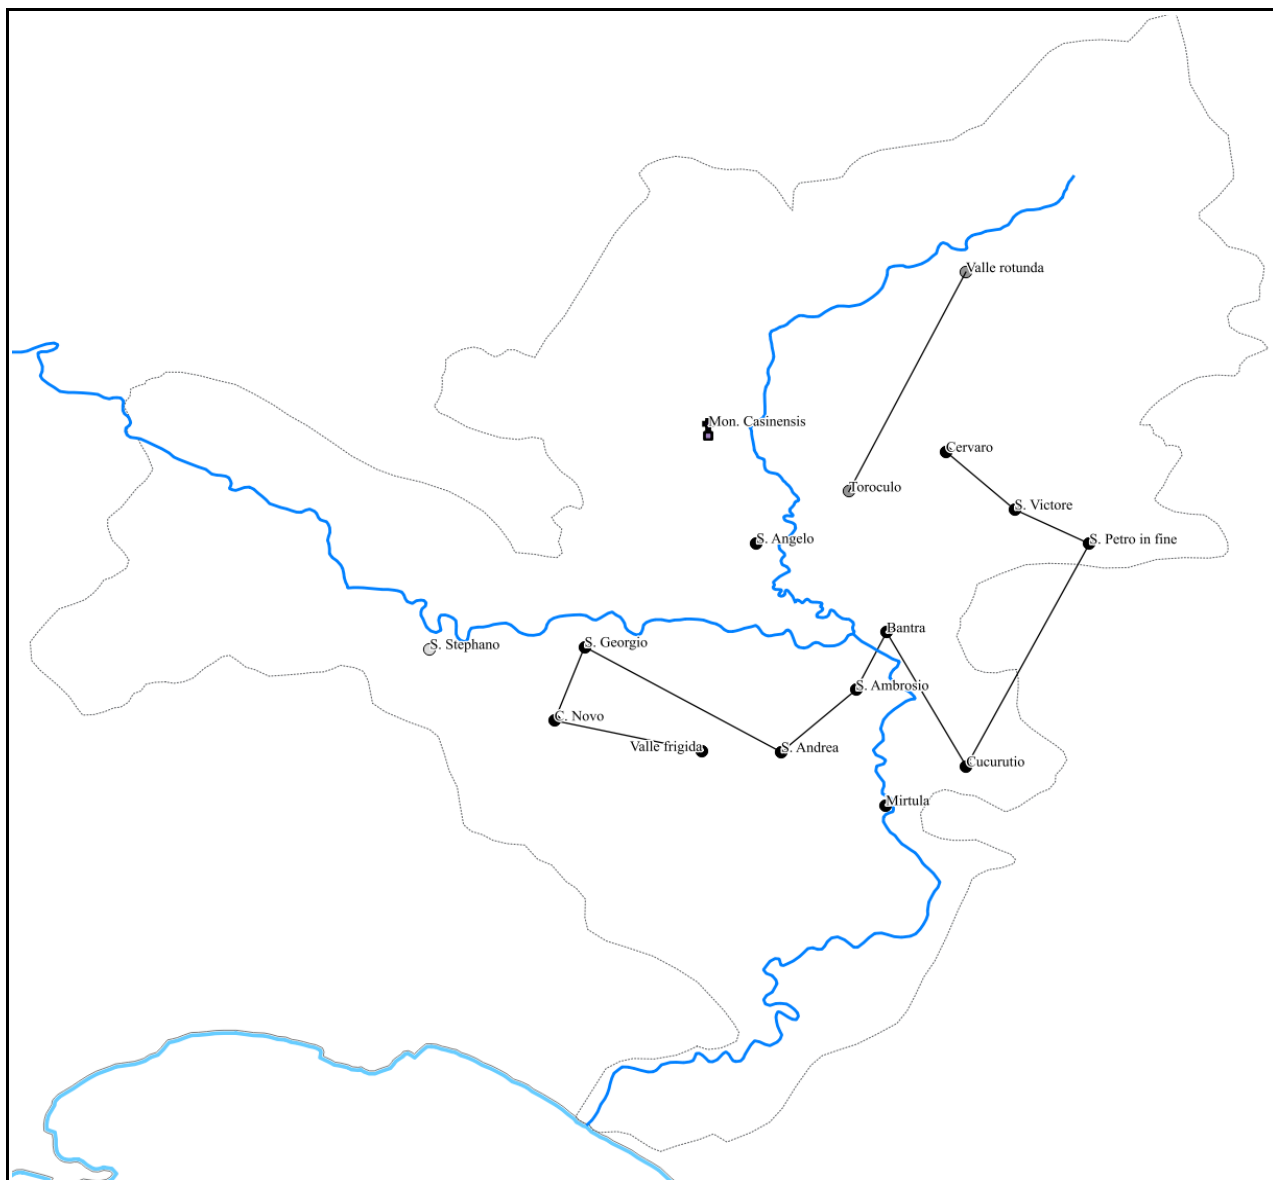 Valle rotunda
Mon. Casinensis
Cervaro
Toroculo
S. Victore
S. Angelo
S. Petro in fine
Bantra
S. Stephano
S. Georgio
S. Ambrosio
C. Novo
Valle frigida
S. Andrea
Cucurutio
Mirtula